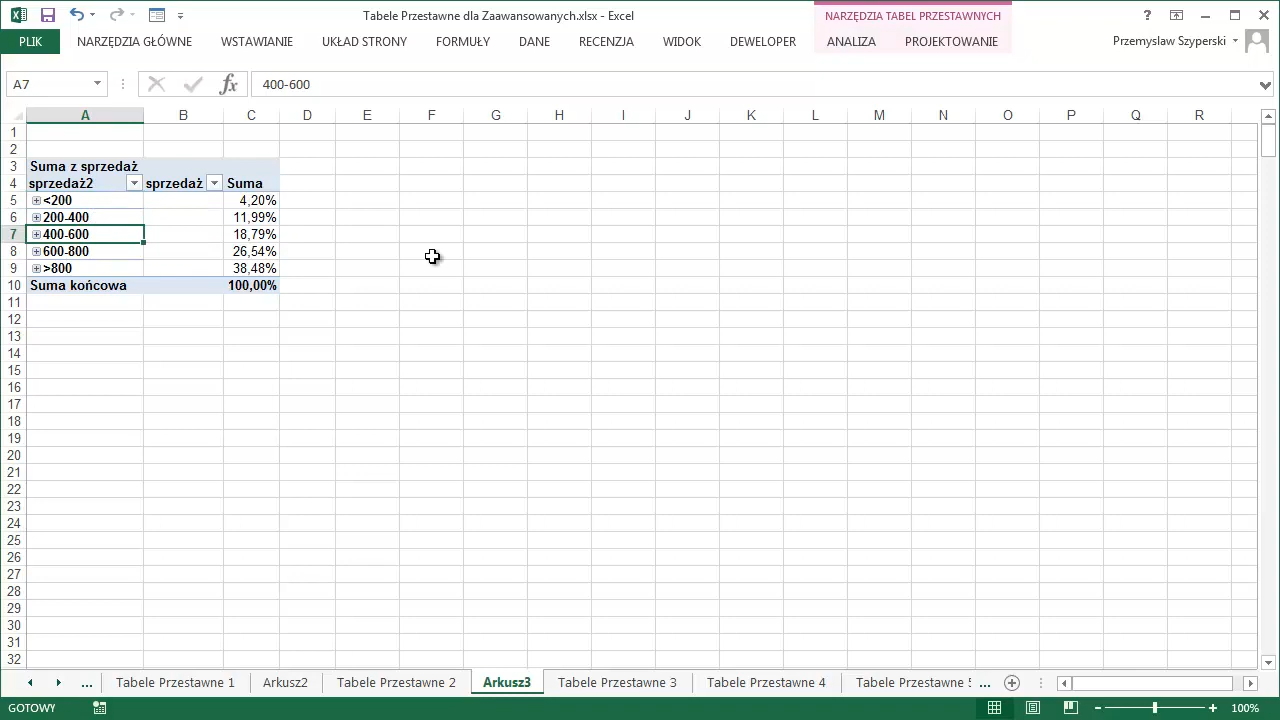 Tabele Przestawne dla Zaawansowanych.xlsx - Excel
NARZĘDZIA TABEL PRZESTAWNYCH
?
PLIK NARZĘDZIA GŁÓWNE WSTAWIANIE UKŁAD STRONY FORMUŁY DANE RECENZJA WIDOK DEWELOPER ANALIZA PROJEKTOWANIE Przemyslaw Szyperski
A7 fx 400-600
A B C D E F G H I J K L M N O P Q R
1
2
3 Suma z sprzedaż
4 sprzedaż2 sprzedaż Suma
5 <200 4,20%
6 200-400 11,99%
7 400-600 18,79%
8 600-800 26,54%
9 >800 38,48%
10 Suma końcowa 100,00%
11
12
13
14
15
16
17
18
19
20
21
22
23
24
25
26
27
28
29
30
31
32
... Tabele Przestawne 1 Arkusz2 Tabele Przestawne 2 Arkusz3 Tabele Przestawne 3 Tabele Przestawne 4 Tabele Przestawne 5 ...
GOTOWY 100%